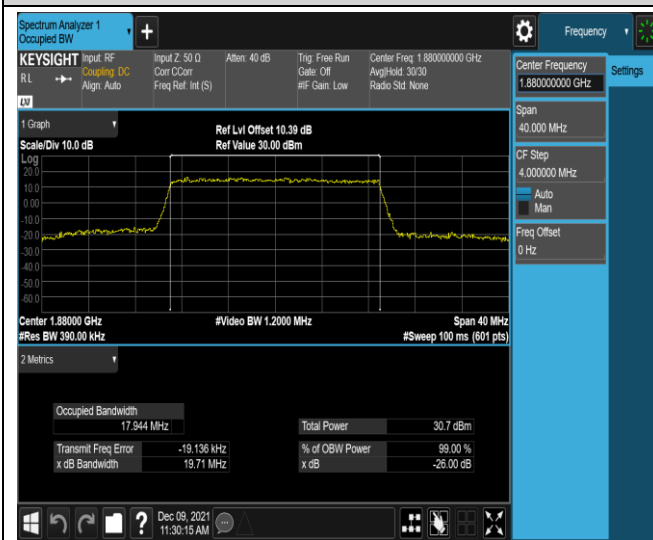 Spectrum Analyzer 1
Occupied BW
+
Frequency
KEYSIGHT
Input: RF
Coupling: DC
Align: Auto
RL
LXI
Input Z: 50 Ω
Corr CCorr
Freq Ref: Int (S)
Atten: 40 dB
Trig: Free Run
Gate: Off
#IF Gain: Low
Center Freq: 1.880000000 GHz
Avg|Hold: 30/30
Radio Std: None
Center Frequency
1.880000000 GHz
Settings
Span
40.000 MHz
CF Step
4.000000 MHz
Auto
Man
Freq Offset
0 Hz
1 Graph
Scale/Div 10.0 dB
Ref Lvl Offset 10.39 dB
Ref Value 30.00 dBm
Log
20.0
10.0
0.00
-10.0
-20.0
-30.0
-40.0
-50.0
-60.0
Center 1.88000 GHz
#Video BW 1.2000 MHz
Span 40 MHz
#Res BW 390.00 kHz
#Sweep 100 ms (601 pts)
2 Metrics
Occupied Bandwidth
17.944 MHz
Total Power 30.7 dBm
Transmit Freq Error -19.136 kHz
% of OBW Power 99.00 %
x dB Bandwidth 19.71 MHz
x dB -26.00 dB
?
Dec 09, 2021
11:30:15 AM